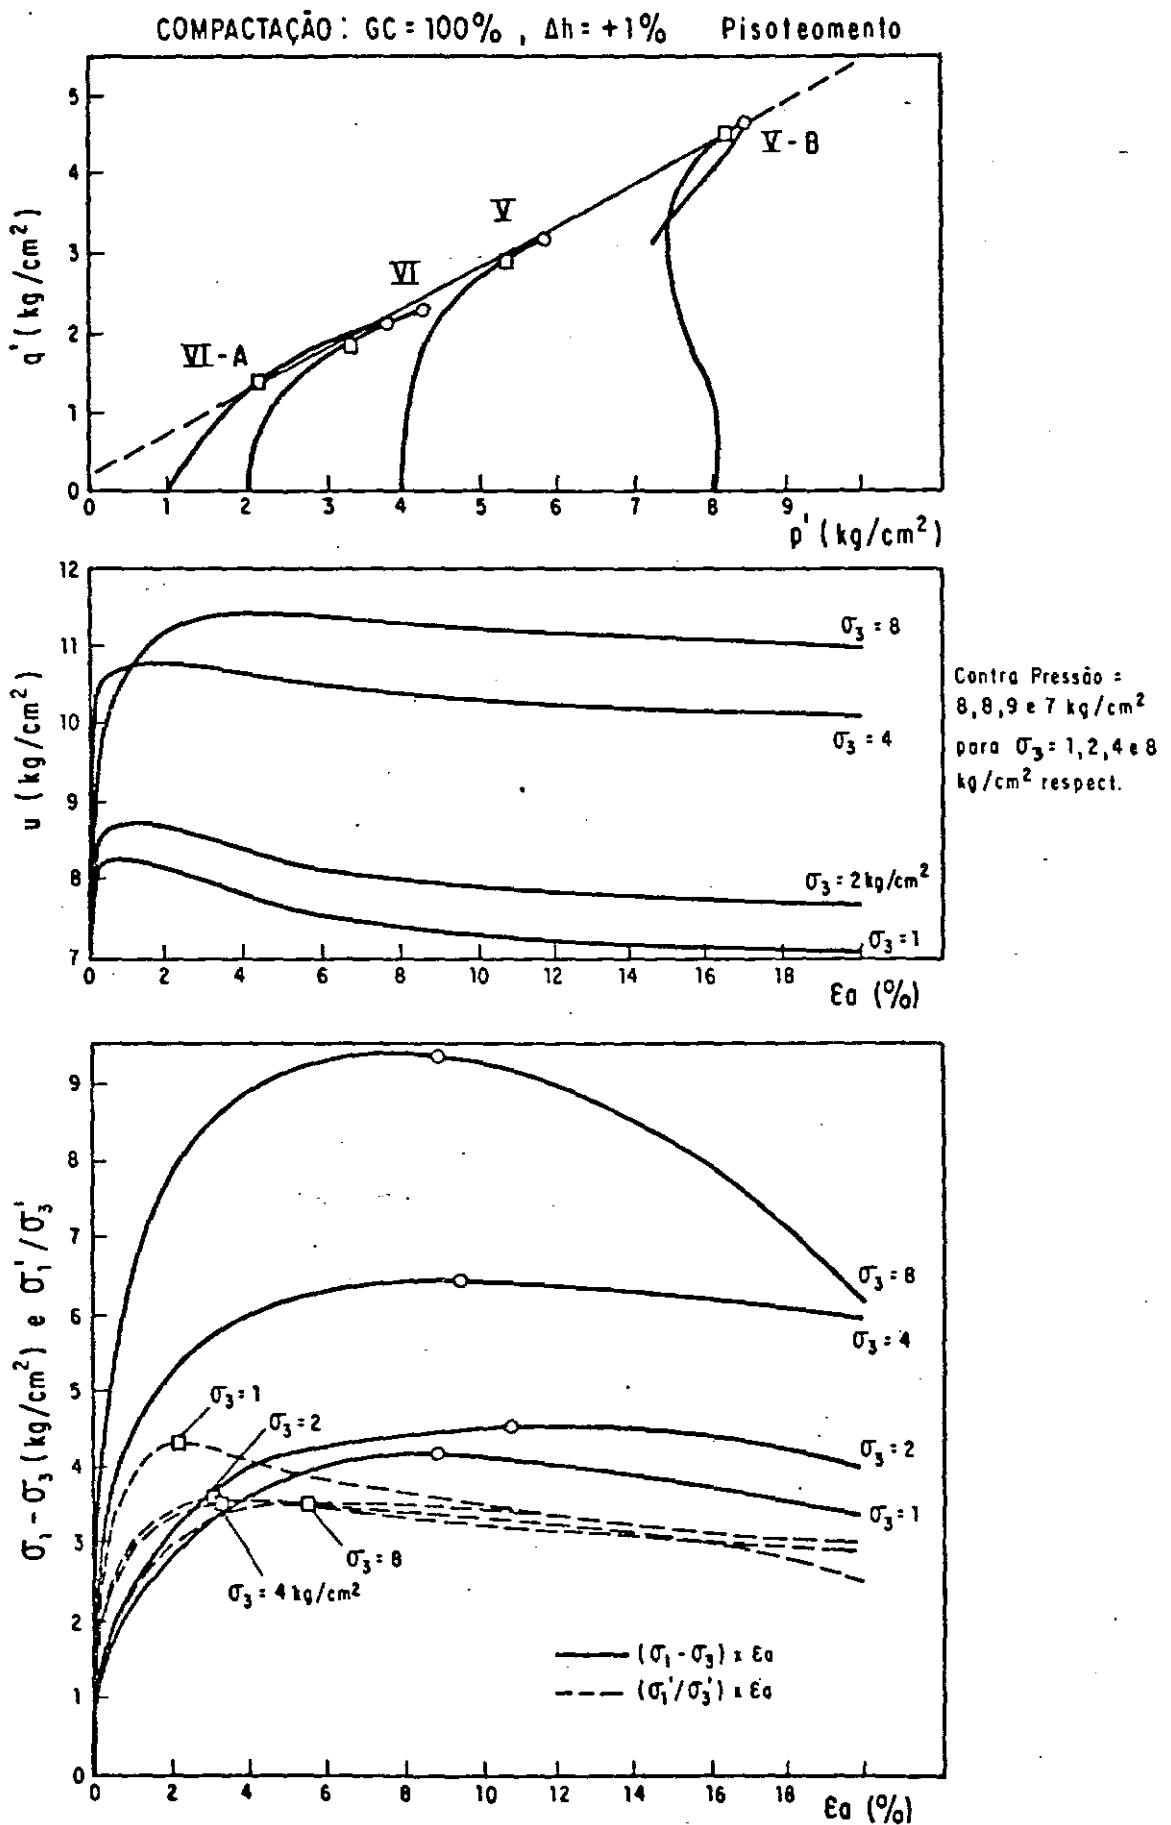 COMPACTAÇÃO: GC = 100% , Δh = +1% Pisoteamento
q' (kg/cm²)
5
4
3
2
1
0
V-B
V
VI
VI-A
0 1 2 3 4 5 6 7 8 9
p' (kg/cm²)
u (kg/cm²)
12
11
10
9
8
7
σ3 = 8
σ3 = 4
σ3 = 2 kg/cm²
σ3 = 1
0 2 4 6 8 10 12 14 16 18
εa (%)
Contra Pressão =
8,8,9 e 7 kg/cm²
para σ3 = 1,2,4 e 8
kg/cm² respect.
σ1 - σ3 (kg/cm²) e σ1'/σ3'
9
8
7
6
5
4
3
2
1
0
σ3 = 8
σ3 = 4
σ3 = 1
σ3 = 2
σ3 = 2
σ3 = 1
σ3 = 8
σ3 = 4 kg/cm²
(σ1 - σ3) x εa
(σ1'/σ3') x εa
0 2 4 6 8 10 12 14 16 18
εa (%)